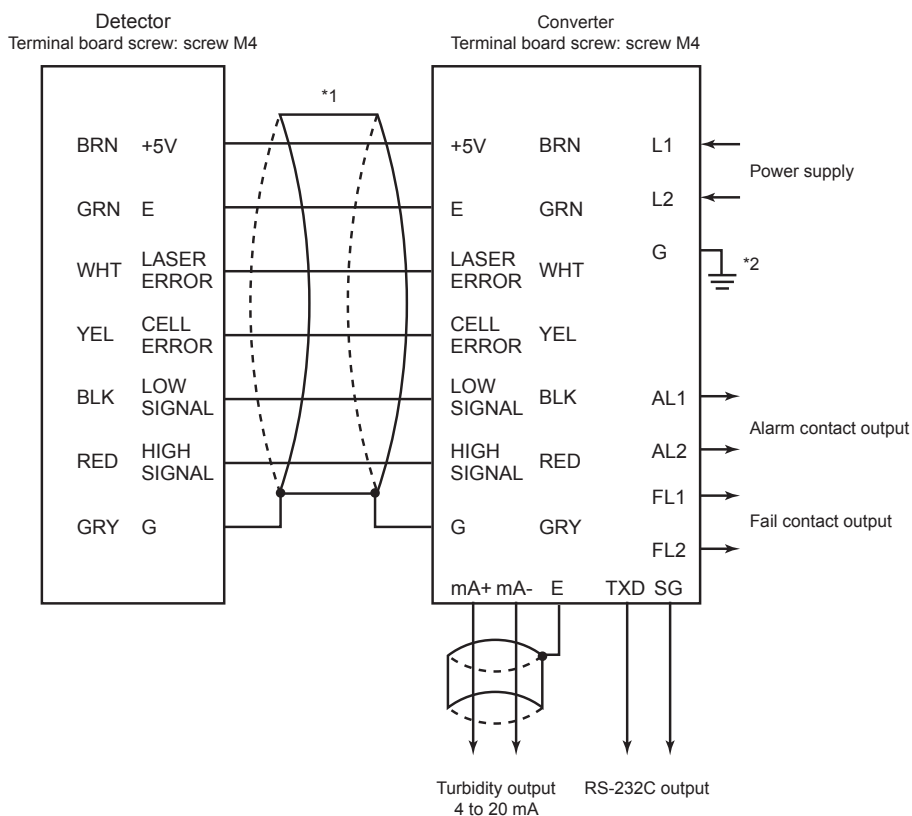 Detector
Terminal board screw: screw M4
Converter
Terminal board screw: screw M4
*1
BRN +5V
GRN E
WHT LASER
ERROR
YEL CELL
ERROR
BLK LOW
SIGNAL
RED HIGH
SIGNAL
GRY G
+5V BRN
E GRN
LASER
ERROR WHT
CELL
ERROR YEL
LOW
SIGNAL BLK
HIGH
SIGNAL RED
G GRY
L1
L2
Power supply
G
*2
AL1
AL2
Alarm contact output
FL1
FL2
Fail contact output
mA+ mA- E TXD SG
Turbidity output
4 to 20 mA
RS-232C output